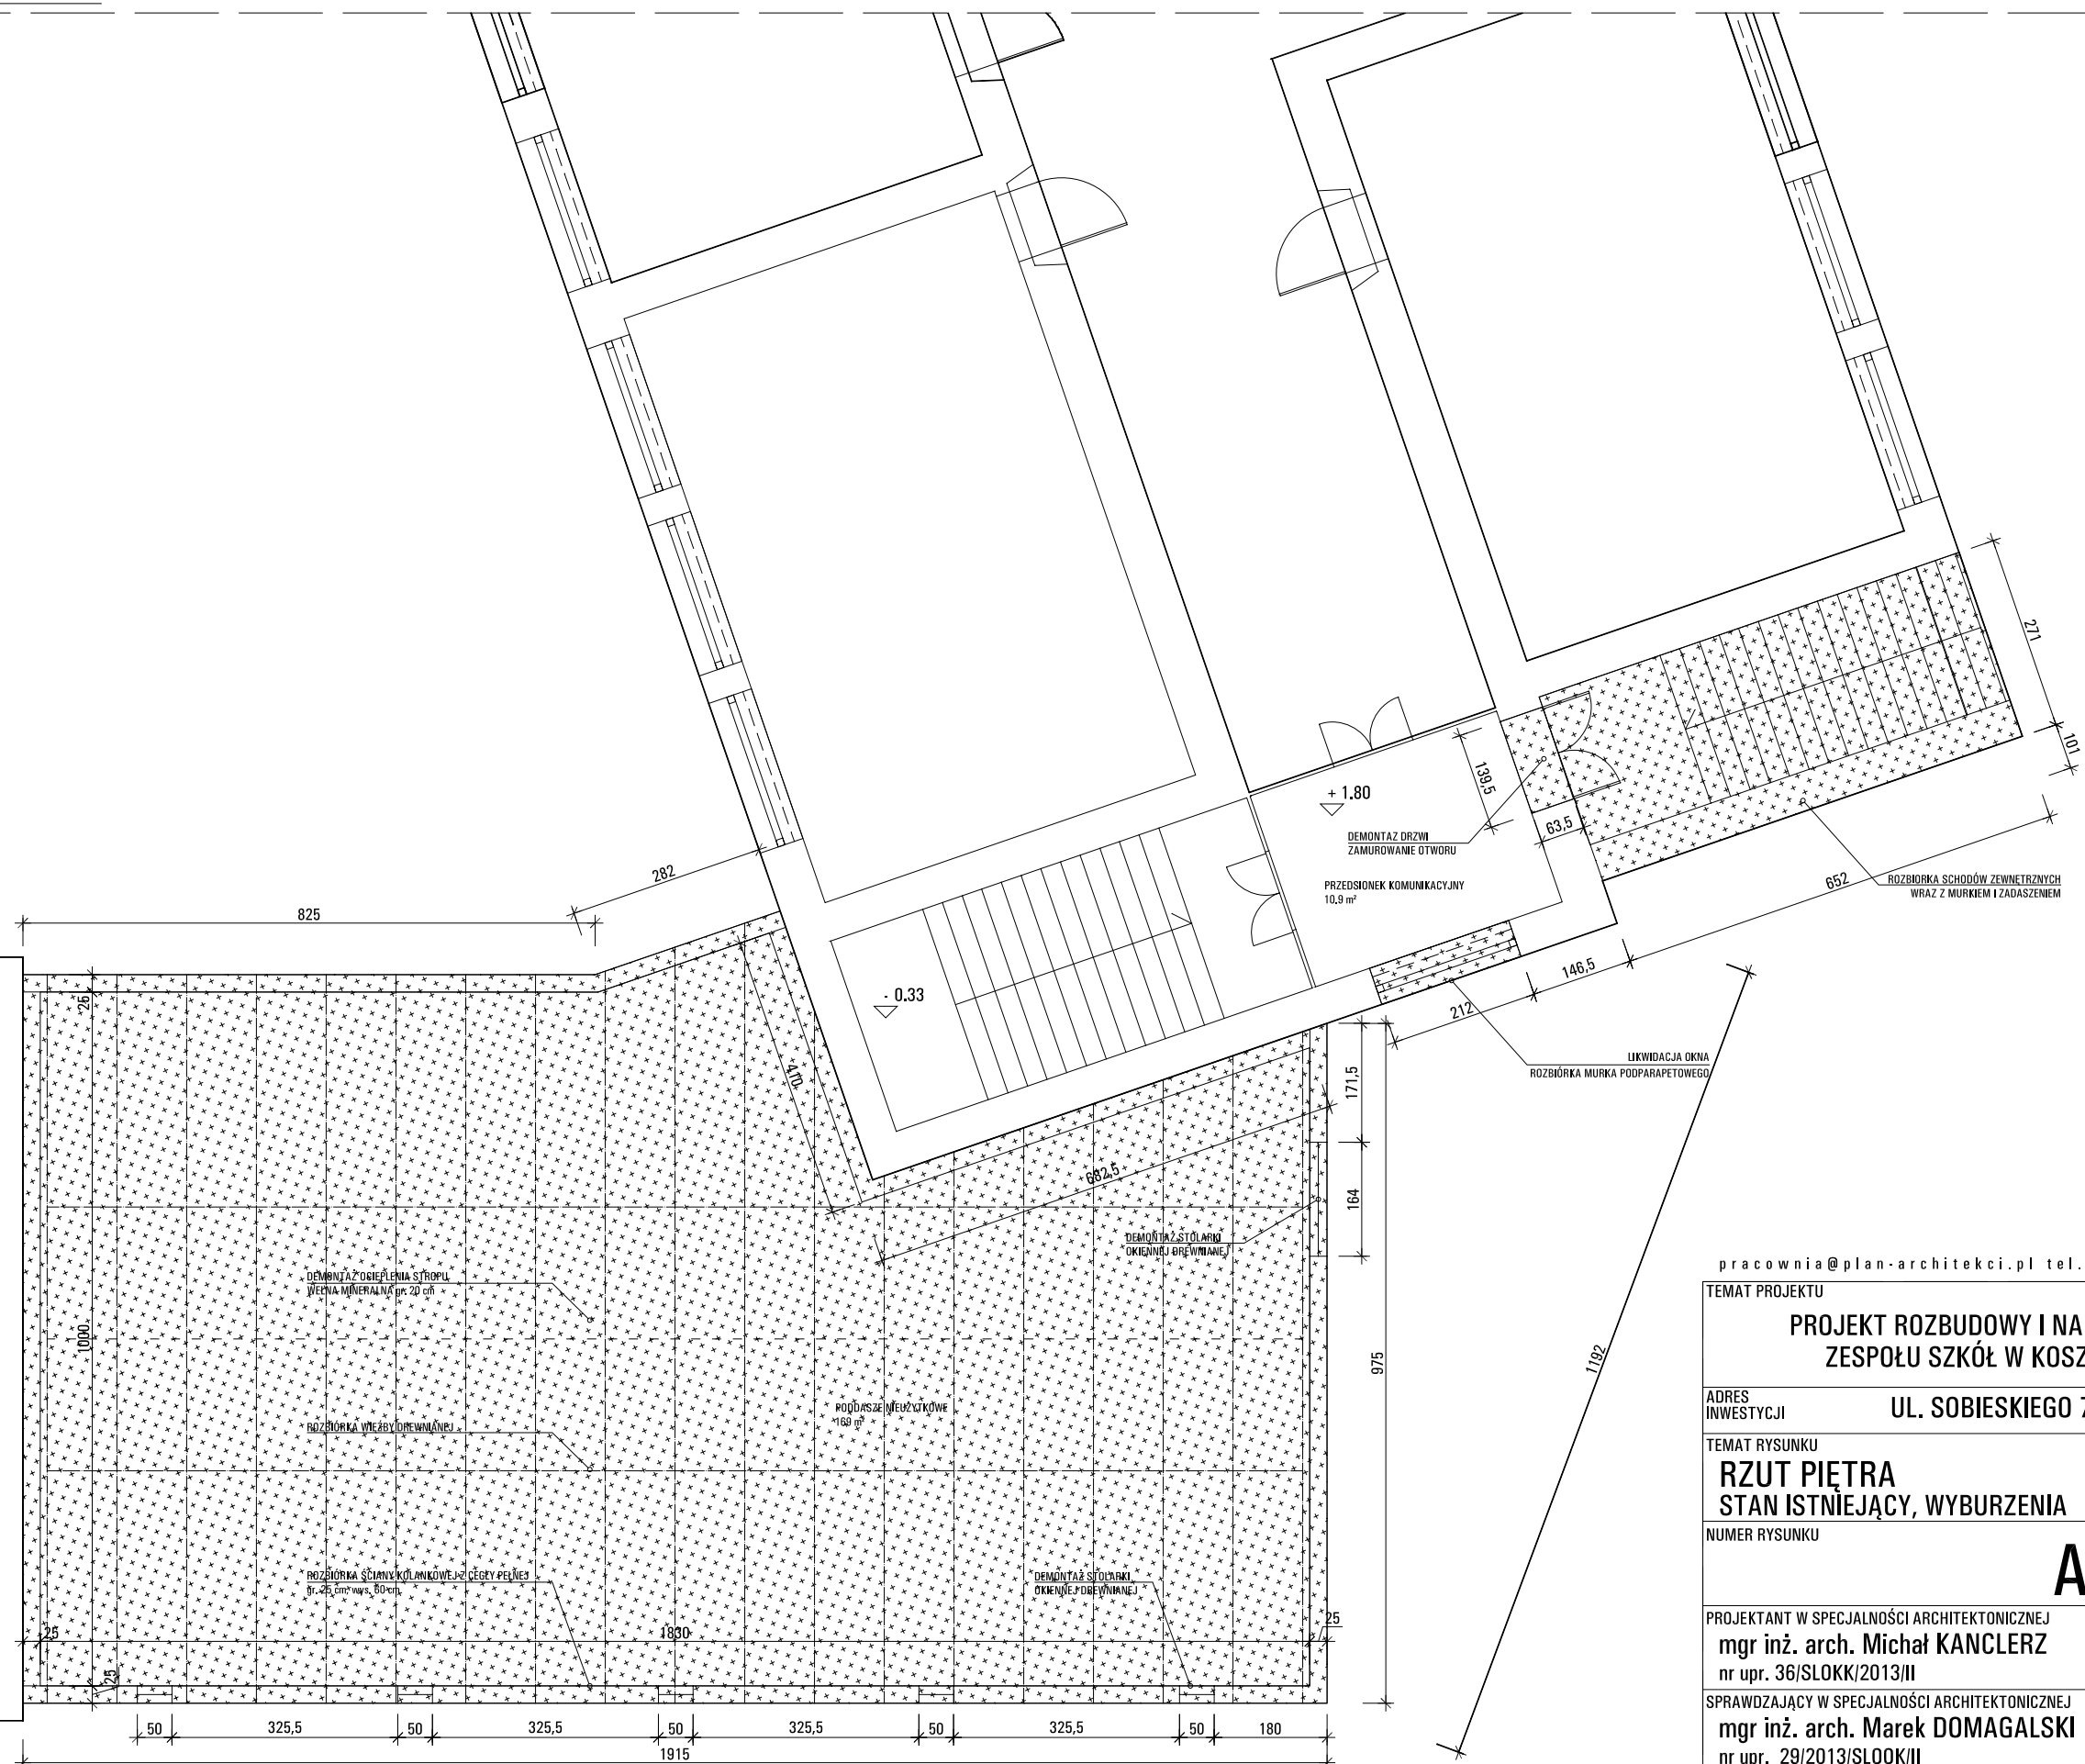 271
101
139,5
+ 1.80
63,5
DEMONTAZ DRZWI
ZAMUROWANIE OTWORU
282
652
PRZEDSIONEK KOMUNIKACYJNY
10.9 m²
ROZBIORKA SCHODÓW ZEWNĘTRZNYCH
WRAZ Z MURKIEM I ZADASZENIEM
825
146,5
- 0.33
25
212
LIKWIDACJA OKNA
ROZBIÓRKA MURKA PODPARAPETOWEGO
470
171,5
682,5
164
DEMONTAŻ STOLARKI
OKIENNEJ DREWNIANEJ
pracownia@plan-architekci.pl tel.
DEMONTAŻ OCIEPLENIA STROPU
WEŁNA MINERALNA gr. 20 cm
TEMAT PROJEKTU
PROJEKT ROZBUDOWY I NA
ZESPOŁU SZKÓŁ W KOSZ
1000
975
1192
ADRES
INWESTYCJI
UL. SOBIESKIEGO
PODDASZE NIEUŻYTKOWE
169 m²
ROZBIÓRKA WIĘŹBY DREWNIANEJ
TEMAT RYSUNKU
RZUT PIĘTRA
STAN ISTNIEJĄCY, WYBURZENIA
NUMER RYSUNKU
A
ROZBIÓRKA ŚCIANY KOLANKOWEJ Z CEGŁY PEŁNEJ
gr. 25 cm, wys. 60 cm
DEMONTAŻ STOLARKI
OKIENNEJ DREWNIANEJ
PROJEKTANT W SPECJALNOŚCI ARCHITEKTONICZNEJ
mgr inż. arch. Michał KANCLERZ
nr upr. 36/SLOKK/2013/II
25
1830
25
25
SPRAWDZAJĄCY W SPECJALNOŚCI ARCHITEKTONICZNEJ
mgr inż. arch. Marek DOMAGALSKI
nr upr. 29/2013/SLOOK/II
50 325,5 50 325,5 50 325,5 50 325,5 50 180
1915